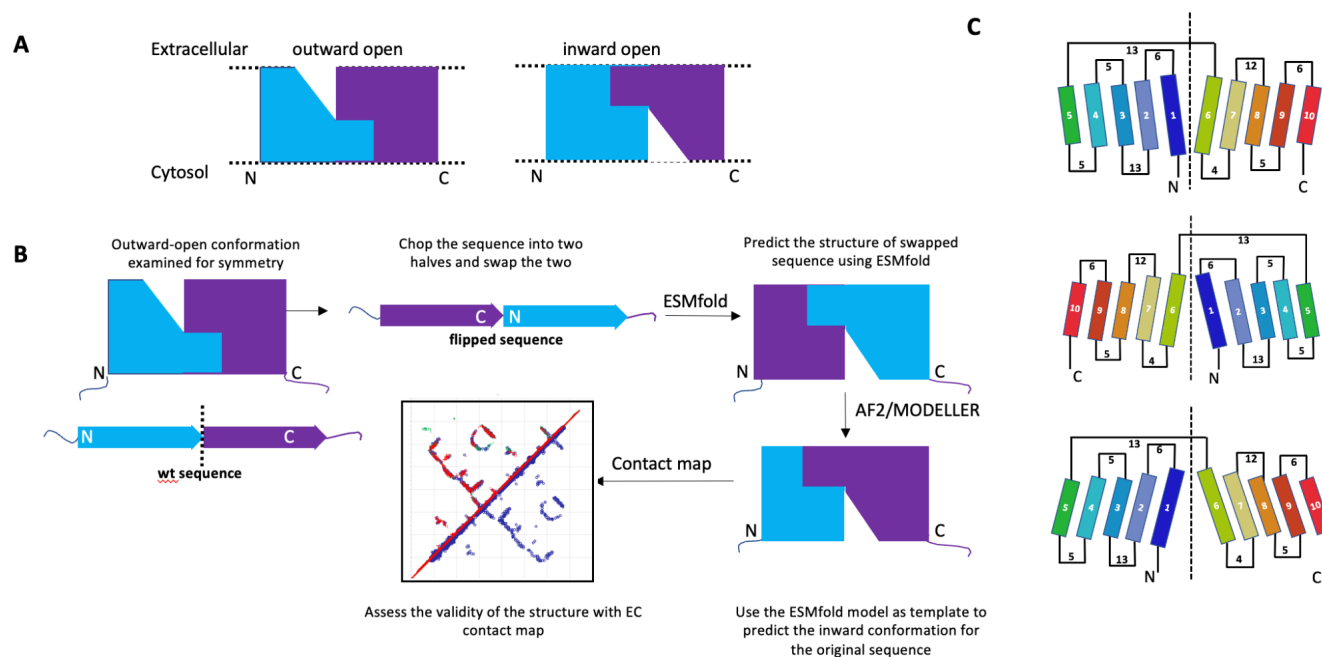 A
Extracellular
outward open
inward open
Cytosol
N
C
N
C
B
Outward-open conformation
examined for symmetry
Chop the sequence into two
halves and swap the two
Predict the structure of swapped
sequence using ESMfold
C N
flipped sequence
ESMfold
N
C
N
C
N C
wt sequence
AF2/MODELLER
Contact map
N
C
Assess the validity of the structure with EC
contact map
Use the ESMfold model as template to
predict the inward conformation for
the original sequence
C
13
5 6 12 6
5 4 3 2 1 6 7 8 9 10
5 13 4 5
N C
13
6 12 6 5
10 9 8 7 6 1 2 3 4 5
5 4 13 5
C N
13
5 6 12 6
5 4 3 2 1 6 7 8 9 10
5 13 4 5
N C